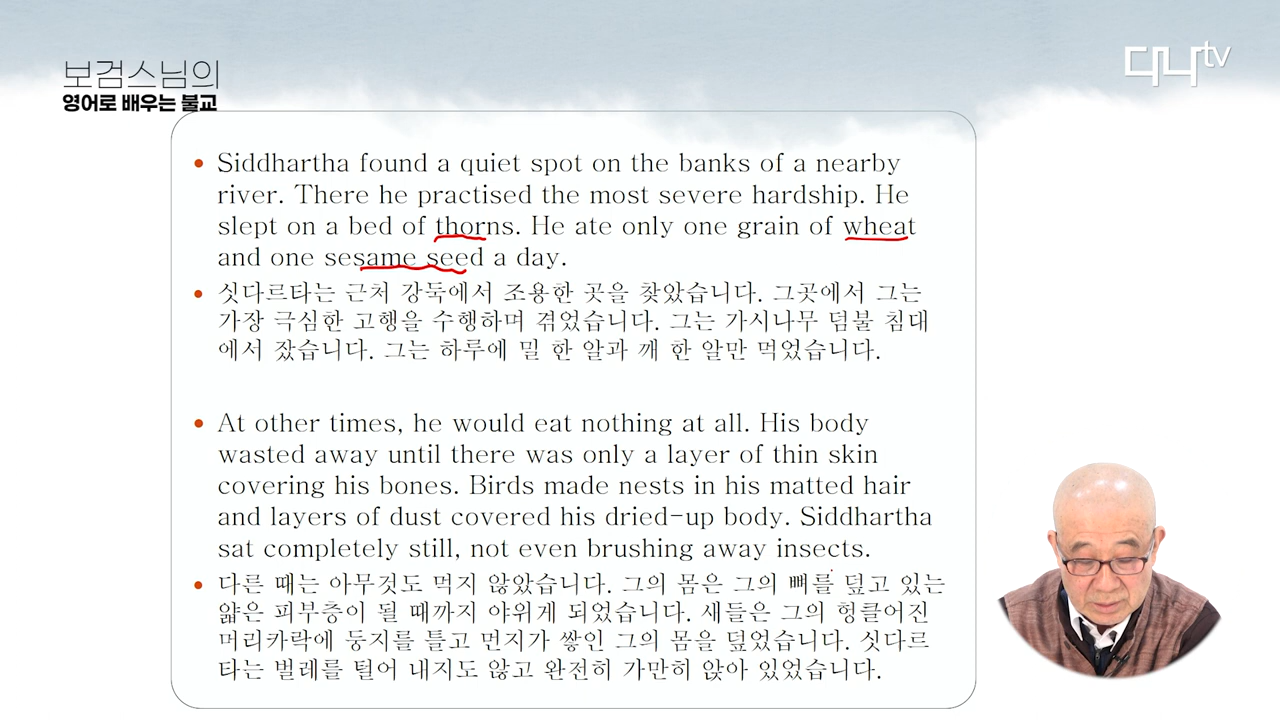 보검스님의
영어로 배우는 불교
디나tv
• Siddhartha found a quiet spot on the banks of a nearby
river. There he practised the most severe hardship. He
slept on a bed of thorns. He ate only one grain of wheat
and one sesame seed a day.
• 싯다르타는 근처 강둑에서 조용한 곳을 찾았습니다. 그곳에서 그는
가장 극심한 고행을 수행하며 겪었습니다. 그는 가시나무 덤불 침대
에서 잤습니다. 그는 하루에 밀 한 알과 깨 한 알만 먹었습니다.
• At other times, he would eat nothing at all. His body
wasted away until there was only a layer of thin skin
covering his bones. Birds made nests in his matted hair
and layers of dust covered his dried-up body. Siddhartha
sat completely still, not even brushing away insects.
• 다른 때는 아무것도 먹지 않았습니다. 그의 몸은 그의 뼈를 덮고 있는
얇은 피부층이 될 때까지 야위게 되었습니다. 새들은 그의 헝클어진
머리카락에 둥지를 틀고 먼지가 쌓인 그의 몸을 덮었습니다. 싯다르
타는 벌레를 털어 내지도 않고 완전히 가만히 앉아 있었습니다.